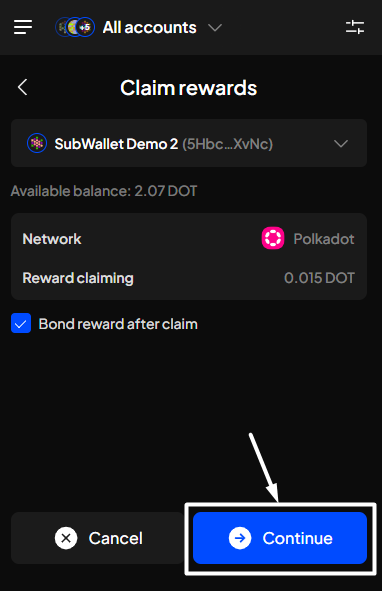 +5 All accounts
Claim rewards
SubWallet Demo 2 (5Hbc...XvNc)
Available balance: 2.07 DOT
Network Polkadot
Reward claiming 0.015 DOT
Bond reward after claim
Cancel Continue